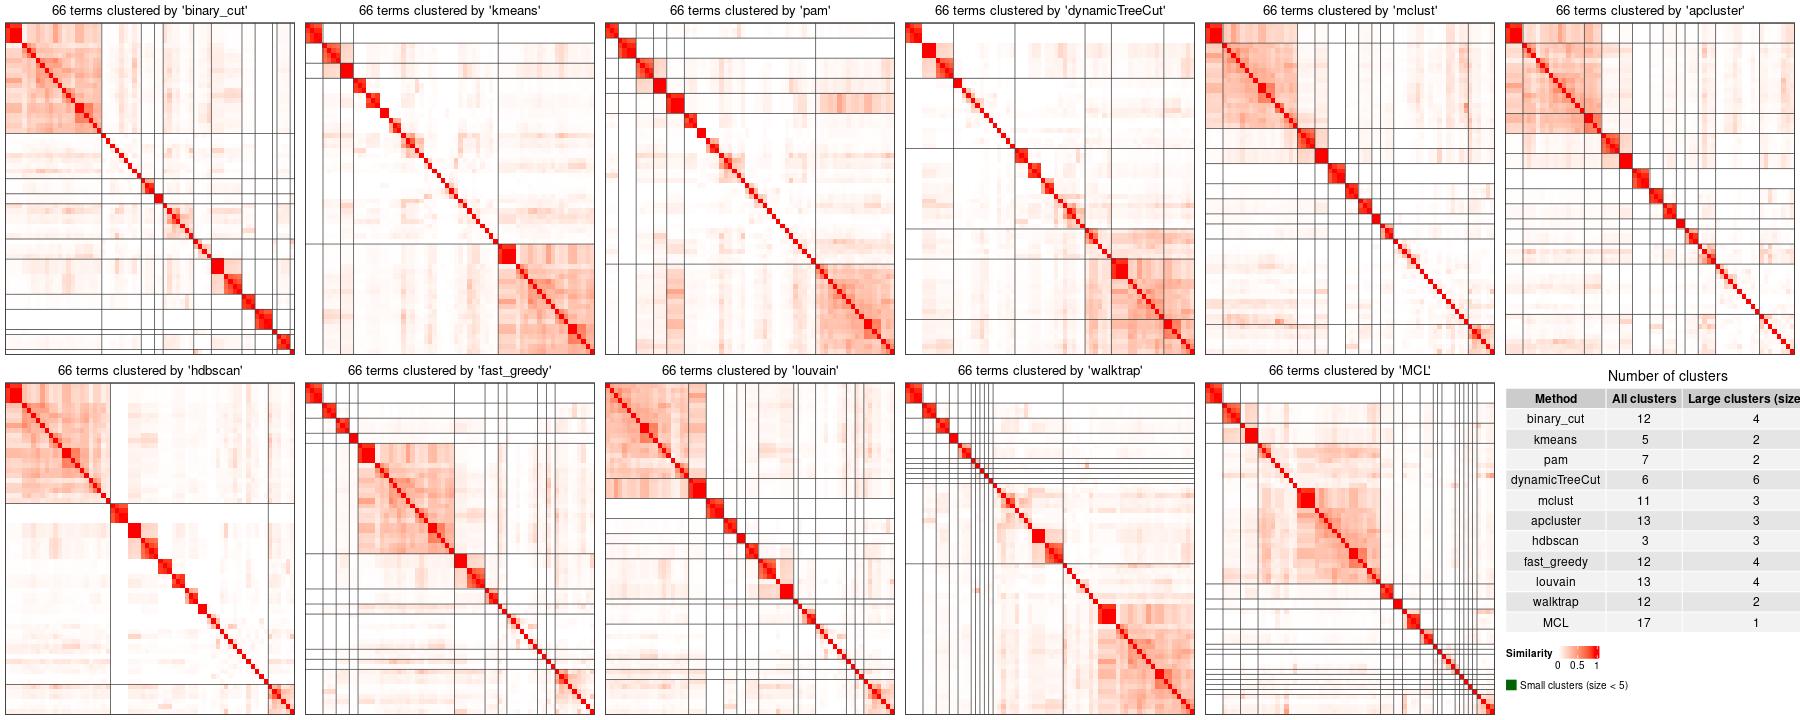 66 terms clustered by 'binary_cut'
66 terms clustered by 'kmeans'
66 terms clustered by 'pam'
66 terms clustered by 'dynamicTreeCut'
66 terms clustered by 'mclust'
66 terms clustered by 'apcluster'
66 terms clustered by 'hdbscan'
66 terms clustered by 'fast_greedy'
66 terms clustered by 'louvain'
66 terms clustered by 'walktrap'
66 terms clustered by 'MCL'
Number of clusters
Method All clusters Large clusters (size
binary_cut 12 4
kmeans 5 2
pam 7 2
dynamicTreeCut 6 6
mclust 11 3
apcluster 13 3
hdbscan 3 3
fast_greedy 12 4
louvain 13 4
walktrap 12 2
MCL 17 1
Similarity
0 0.5 1
Small clusters (size < 5)